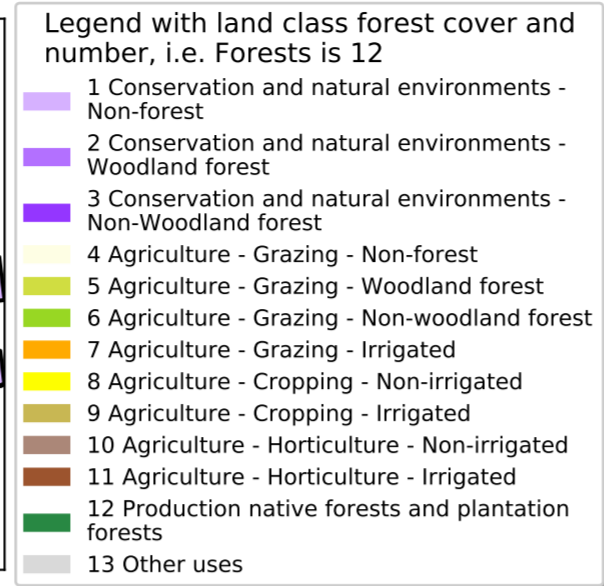 Legend with land class forest cover and
number, i.e. Forests is 12
1 Conservation and natural environments -
Non-forest
2 Conservation and natural environments -
Woodland forest
3 Conservation and natural environments -
Non-Woodland forest
4 Agriculture - Grazing - Non-forest
5 Agriculture - Grazing - Woodland forest
6 Agriculture - Grazing - Non-woodland forest
7 Agriculture - Grazing - Irrigated
8 Agriculture - Cropping - Non-irrigated
9 Agriculture - Cropping - Irrigated
10 Agriculture - Horticulture - Non-irrigated
11 Agriculture - Horticulture - Irrigated
12 Production native forests and plantation
forests
13 Other uses